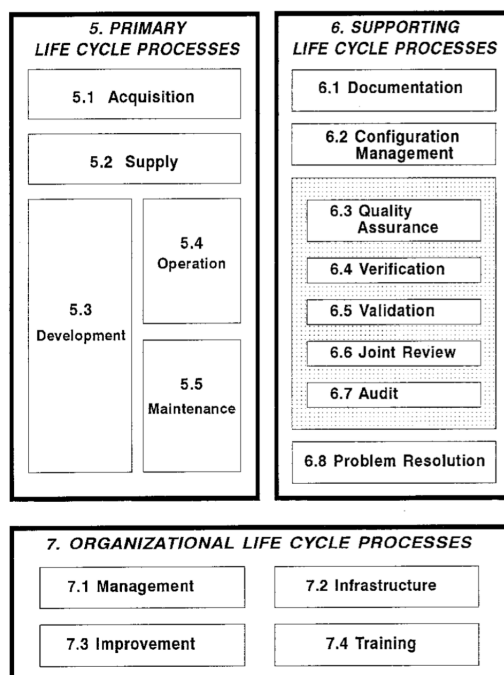 5. PRIMARY
LIFE CYCLE PROCESSES
5.1 Acquisition
5.2 Supply
5.3
Development
5.4
Operation
5.5
Maintenance
6. SUPPORTING
LIFE CYCLE PROCESSES
6.1 Documentation
6.2 Configuration
Management
6.3 Quality
Assurance
6.4 Verification
6.5 Validation
6.6 Joint Review
6.7 Audit
6.8 Problem Resolution
7. ORGANIZATIONAL LIFE CYCLE PROCESSES
7.1 Management
7.2 Infrastructure
7.3 Improvement
7.4 Training